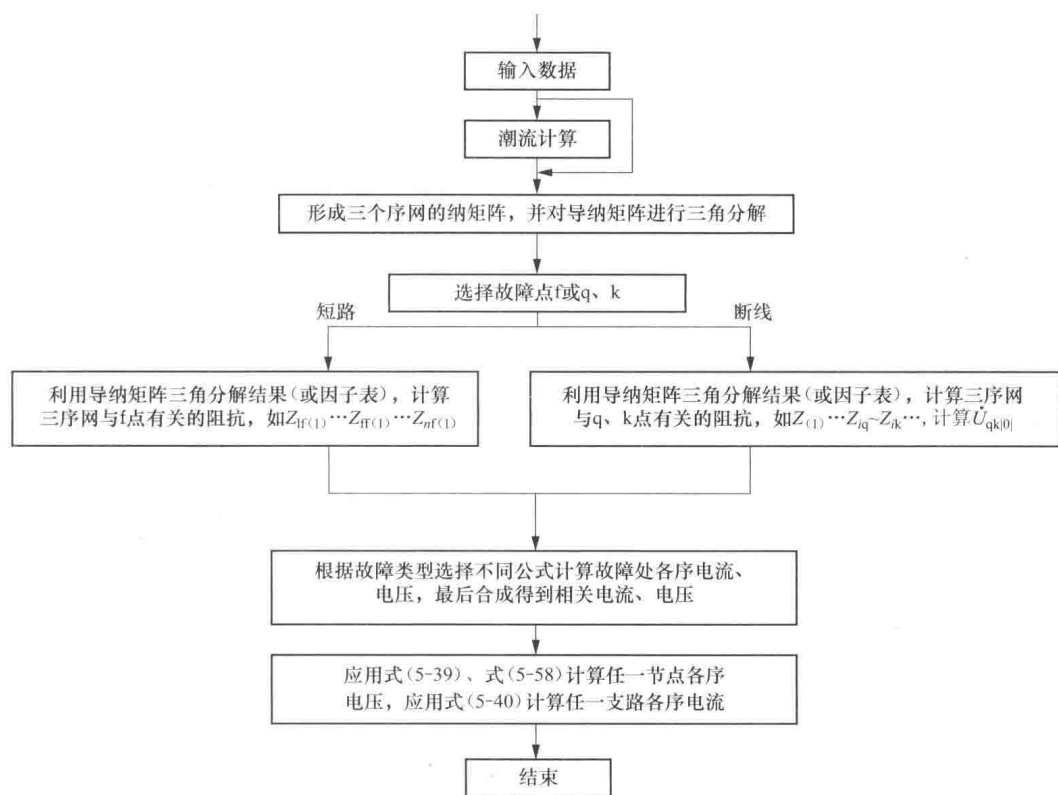 输入数据
潮流计算
形成三个序网的纳矩阵，并对导纳矩阵进行三角分解
选择故障点f或q、k
短路
断线
利用导纳矩阵三角分解结果(或因子表)，计算
三序网与f点有关的阻抗，如Z1f(1)…Zff(1)…Znf(1)
利用导纳矩阵三角分解结果(或因子表)，计算三序网
与q、k点有关的阻抗，如Z(1)…Ziq~Zik…，计算U̇qk|0|
根据故障类型选择不同公式计算故障处各序电流、
电压，最后合成得到相关电流、电压
应用式(5-39)、式(5-58)计算任一节点各序
电压，应用式(5-40)计算任一支路各序电流
结束